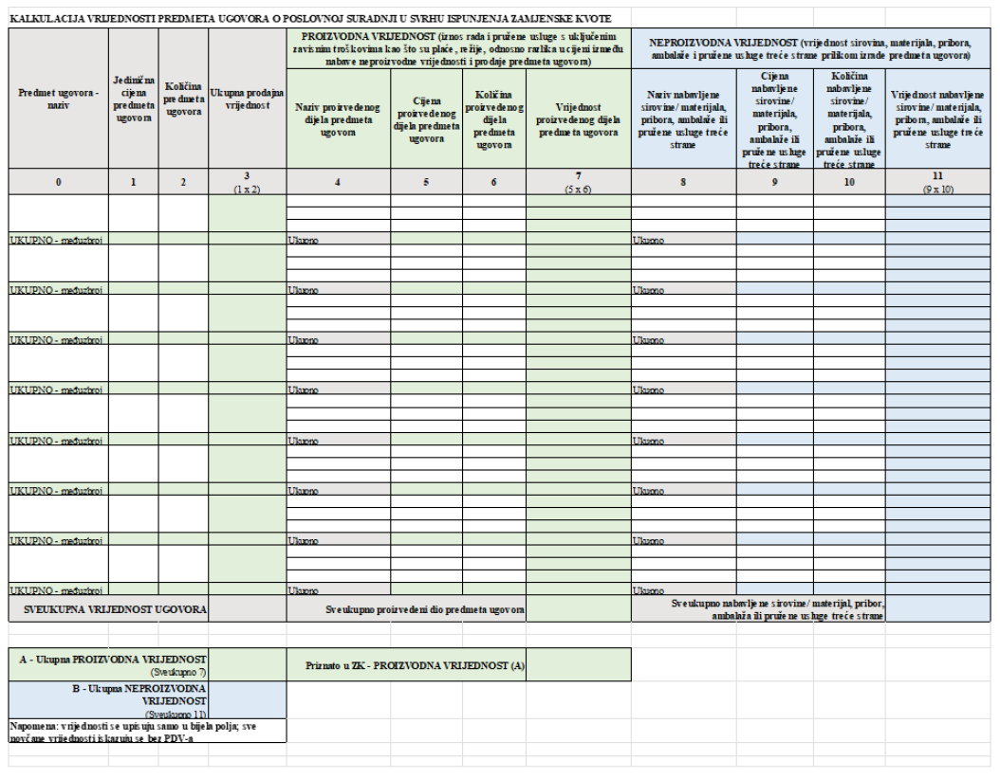 KALKULACIJA VRIJEDNOSTI PREDMETA UGOVORA O POSLOVNOJ SURADNJI U SVRHU ISPUNJENJA ZAMJENSKE KVOTE
PROIZVODNA VRIJEDNOST (iznos rada i pružene usluge s uključenim
zavisnim troškovima kao što su plaće, režije, odnosno razlika u cijeni između
nabave neproizvodne vrijednosti i prodaje predmeta ugovora)
NEPROIZVODNA VRIJEDNOST (vrijednost sirovina, materijala, pribora,
ambalaže i pružene usluge treće strane prilikom izrade predmeta ugovora)
Predmet ugovora -
naziv
Jedinična
cijena
predmeta
ugovora
Količina
predmeta
ugovora
Ukupna prodajna
vrijednost
Naziv proizvedenog
dijela predmeta
ugovora
Cijena
proizvedenog
dijela predmeta
ugovora
Količina
proizvedenog
dijela
predmeta
ugovora
Vrijednost
proizvedenog dijela
predmeta ugovora
Naziv nabavljene
sirovine/ materijala,
pribora, ambalaže ili
pružene usluge treće
strane
Cijena
nabavljene
sirovine/
materijala,
pribora,
ambalaže ili
pružene usluge
treće strane
Količina
nabavljene
sirovine/
materijala,
pribora,
ambalaže ili
pružene usluge
treće strane
Vrijednost nabavljene
sirovine/ materijala,
pribora, ambalaže ili
pružene usluge treće
strane
0 1 2 3 4 5 6 7 8 9 10 11
(1 x 2) (5 x 6) (9 x 10)
UKUPNO - međuzbroj Ukupno Ukupno
UKUPNO - međuzbroj Ukupno Ukupno
UKUPNO - međuzbroj Ukupno Ukupno
UKUPNO - međuzbroj Ukupno Ukupno
UKUPNO - međuzbroj Ukupno Ukupno
UKUPNO - međuzbroj Ukupno Ukupno
UKUPNO - međuzbroj Ukupno Ukupno
UKUPNO - međuzbroj Ukupno Ukupno
SVEUKUPNA VRIJEDNOST UGOVORA
Sveukupno proizvedeni dio predmeta ugovora
Sveukupno nabavljene sirovine/ materijal, pribor,
ambalaža ili pružene usluge treće strane
A - Ukupna PROIZVODNA VRIJEDNOST
(Sveukupno 7)
Priznato u ZK - PROIZVODNA VRIJEDNOST (A)
B - Ukupna NEPROIZVODNA
VRIJEDNOST
(Sveukupno 11)
Napomena: vrijednosti se upisuju samo u bijela polja; sve
novčane vrijednosti iskazuju se bez PDV-a